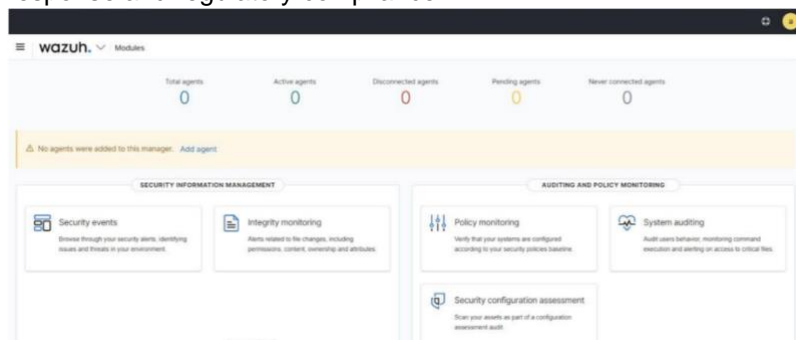 wazuh. Modules
a
Total agents
0
Active agents
0
Disconnected agents
0
Pending agents
0
Never connected agents
0
No agents were added to this manager. Add agent
SECURITY INFORMATION MANAGEMENT
Security events
Browse through your security alerts, identifying
issues and threats in your environment.
Integrity monitoring
Alerts related to file changes, including
permissions, content, ownership and attributes.
AUDITING AND POLICY MONITORING
Policy monitoring
Verify that your systems are configured
according to your security policies baseline.
System auditing
Audit users behavior, monitoring command
execution and alerting on access to critical files.
Security configuration assessment
Scan your assets as part of a configuration
assessment audit.